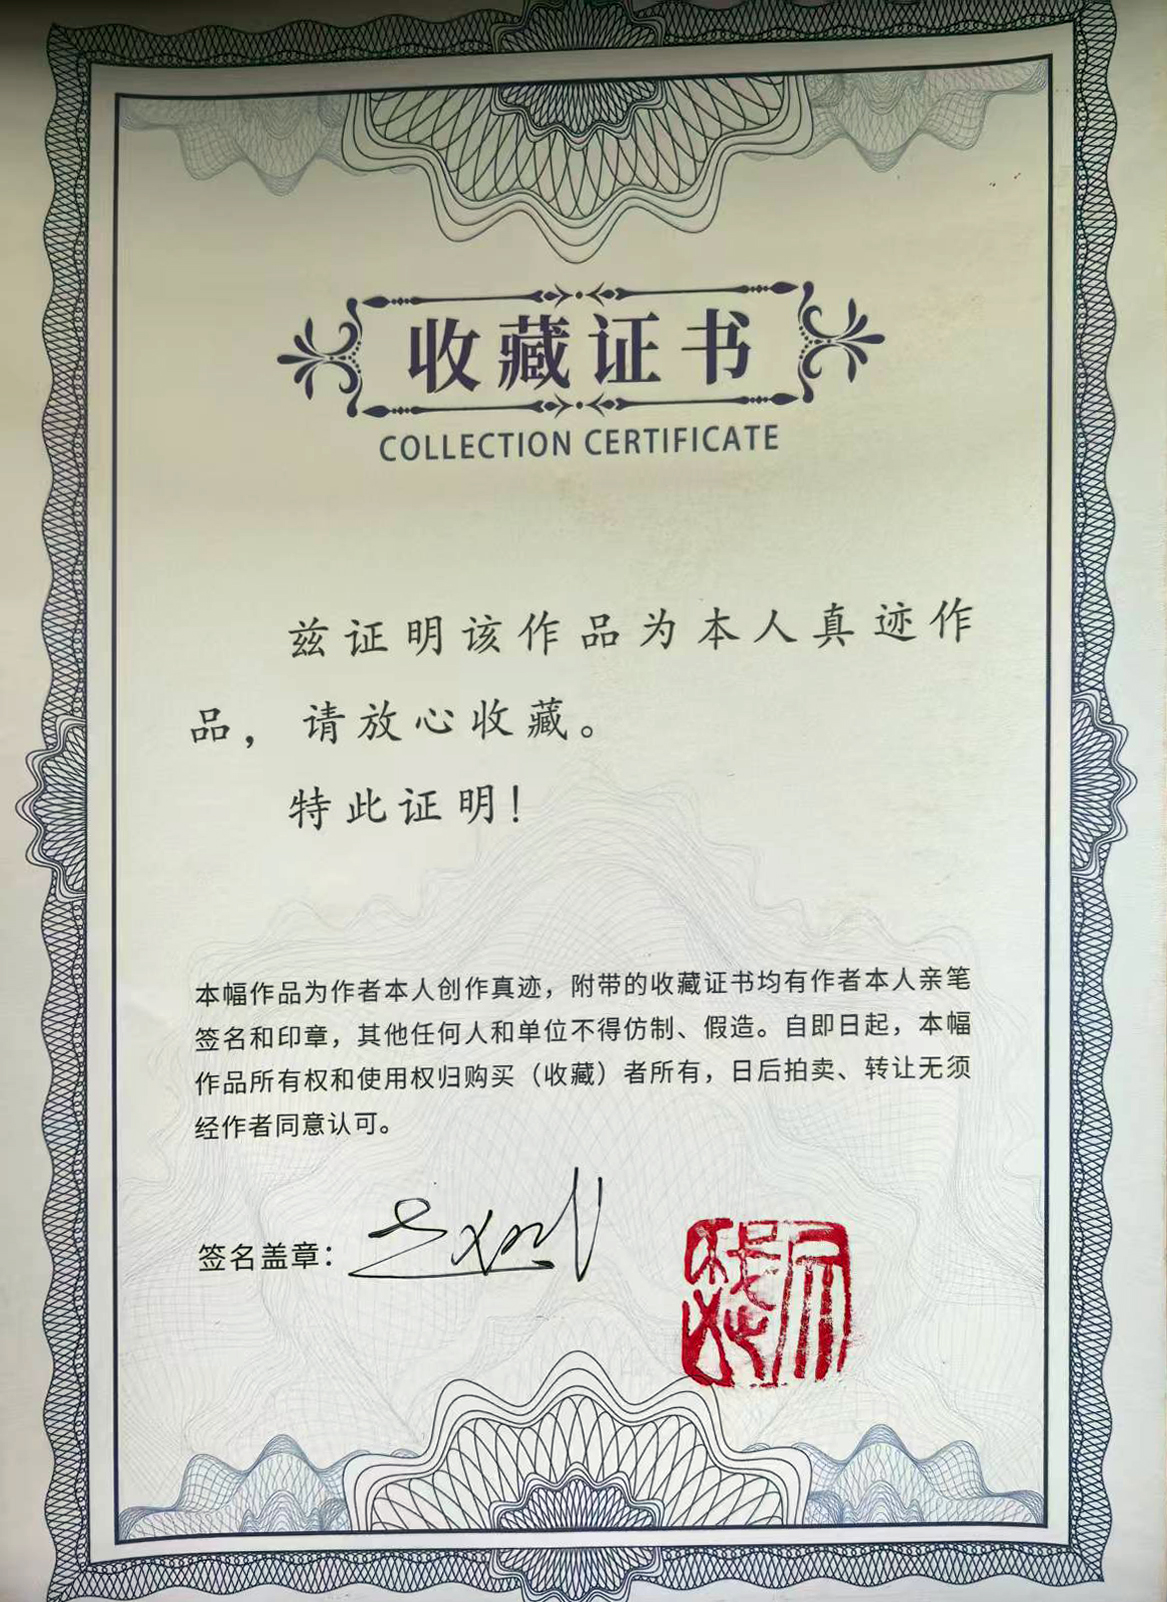 收藏证书
COLLECTION CERTIFICATE
兹证明该作品为本人真迹作
品，请放心收藏。
特此证明！
本幅作品为作者本人创作真迹，附带的收藏证书均有作者本人亲笔
签名和印章，其他任何人和单位不得仿制、假造。自即日起，本幅
作品所有权和使用权归购买（收藏）者所有，日后拍卖、转让无须
经作者同意认可。
签名盖章：